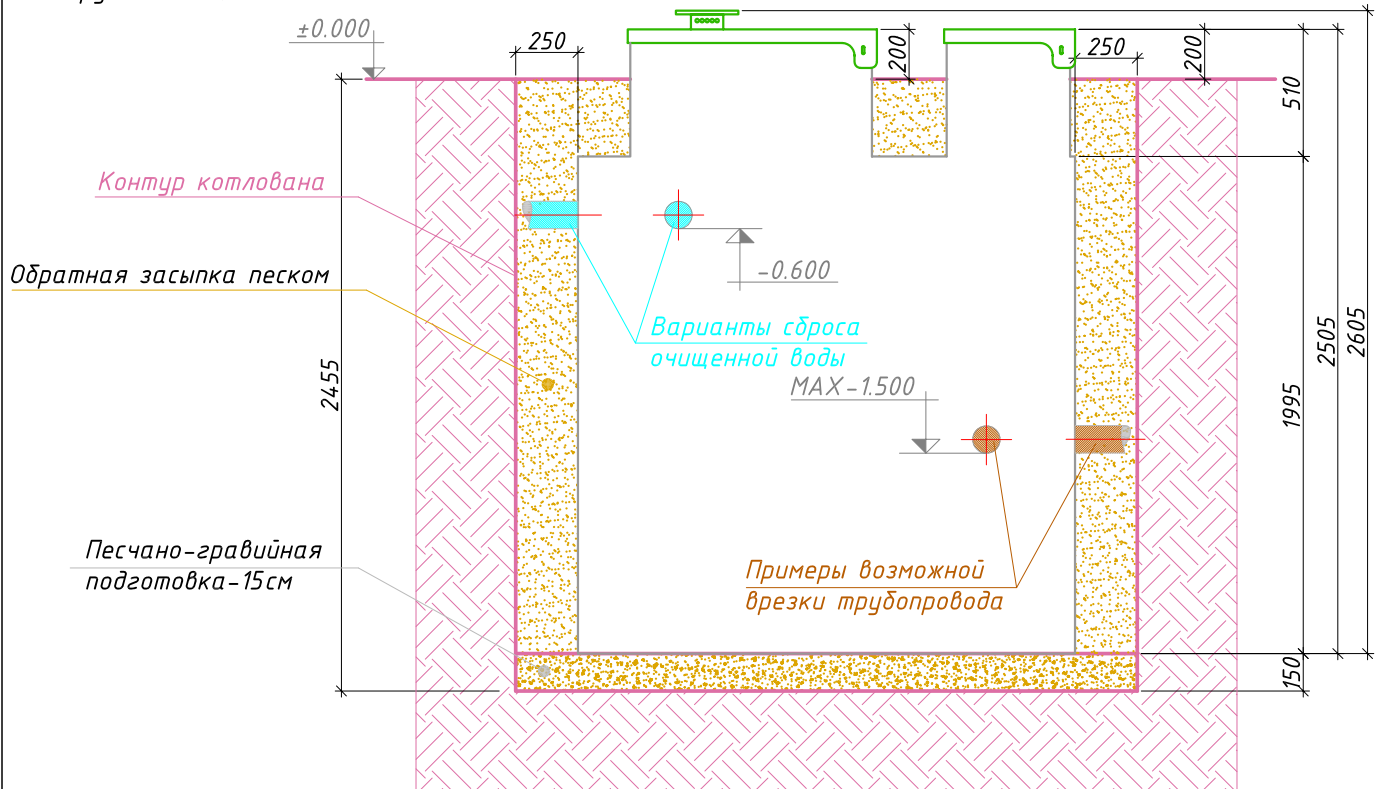 ±0.000
250
200
200
250
510
Контур котлована
Обратная засыпка песком
-0.600
Варианты сброса
очищенной воды
MAX-1.500
2455
1995
2505
2605
Песчано-гравийная
подготовка-15см
Примеры возможной
врезки трубопровода
150